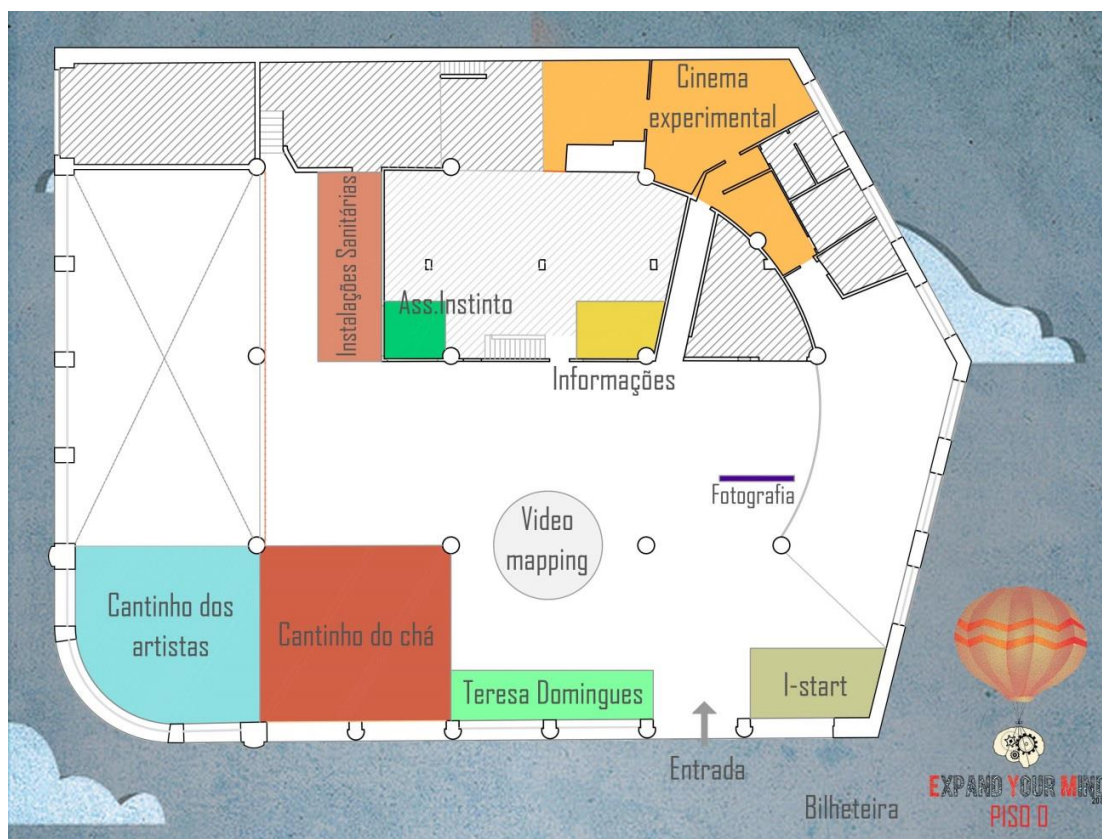 Cinema
experimental
Instalações Sanitárias
Ass.Instinto
Informações
Fotografia
Video
mapping
Cantinho dos
artistas
Cantinho do chá
Teresa Domingues
I-start
Entrada
Bilheteira
EXPAND YOUR MIND
PISO 0